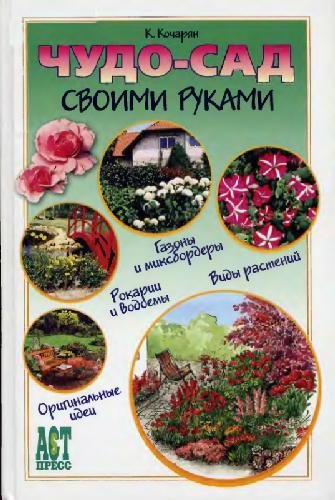 К. Кочарян
ЧУДО-САД
СВОИМИ РУКАМИ
Газоны
и миксбордеры
Виды растений
Рокарии
и водоемы
Оригинальные
идеи
АСТ
ПРЕСС